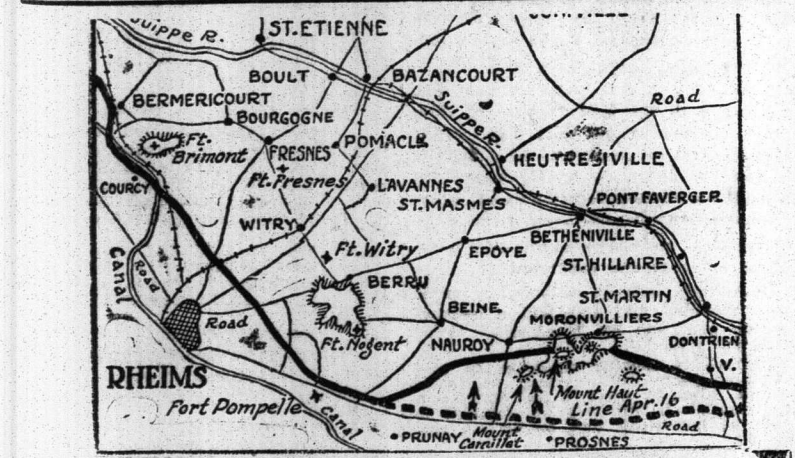 Suippe R.
ST. ETIENNE
BOULT
BAZANCOURT
Suippe R.
Road
BERMERICOURT
BOURGOGNE
Ft. Brimont
FRESNES
POMACLE
HEUTRESIVILLE
COURCY
Ft. Fresnes
LAVANNES
ST. MASMES
PONT FAVERGER
WITRY
Ft. Witry
EPOYE
BETHENIVILLE
Canal
Road
BERRU
ST. HILLAIRE
BEINE
ST. MARTIN
MORONVILLIERS
Road
Ft. Nogent
NAUROY
DONTRIEN
V.
RHEIMS
Mount Haut
Fort Pompelle
Line Apr. 16
Canal
Road
PRUNAY
Mount
Cornillet
PROSNES